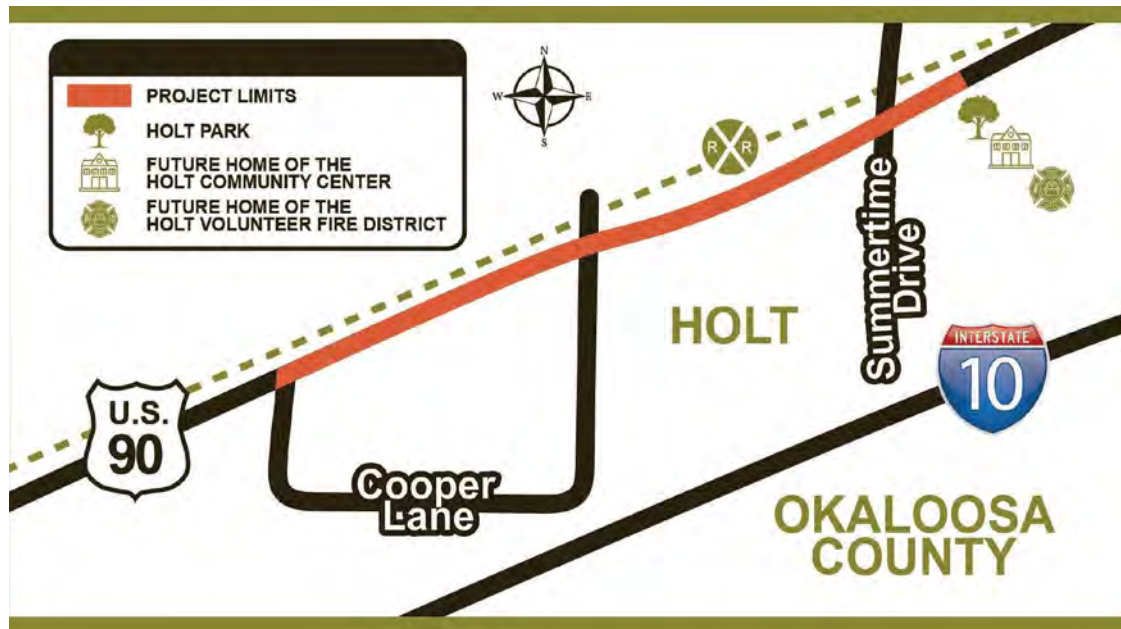 PROJECT LIMITS
HOLT PARK
FUTURE HOME OF THE
HOLT COMMUNITY CENTER
FUTURE HOME OF THE
HOLT VOLUNTEER FIRE DISTRICT
N
W E
S
R R
Summertime
Drive
HOLT
INTERSTATE
10
U.S.
90
Cooper
Lane
OKALOOSA
COUNTY